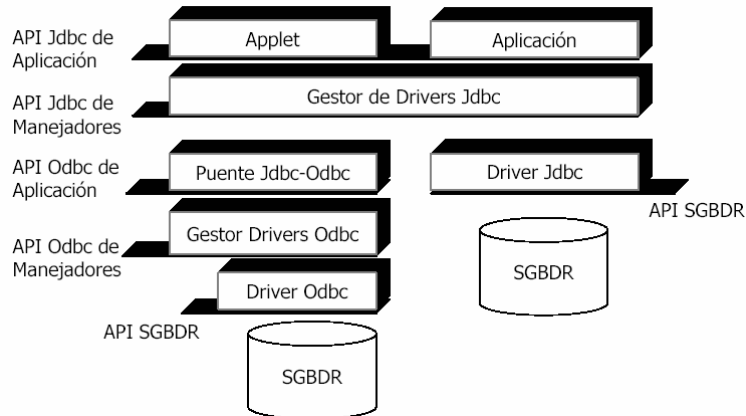 API Jdbc de
Aplicación
Applet
Aplicación
API Jdbc de
Manejadores
Gestor de Drivers Jdbc
API Odbc de
Aplicación
Puente Jdbc-Odbc
Driver Jdbc
API SGBDR
API Odbc de
Manejadores
Gestor Drivers Odbc
SGBDR
Driver Odbc
API SGBDR
SGBDR